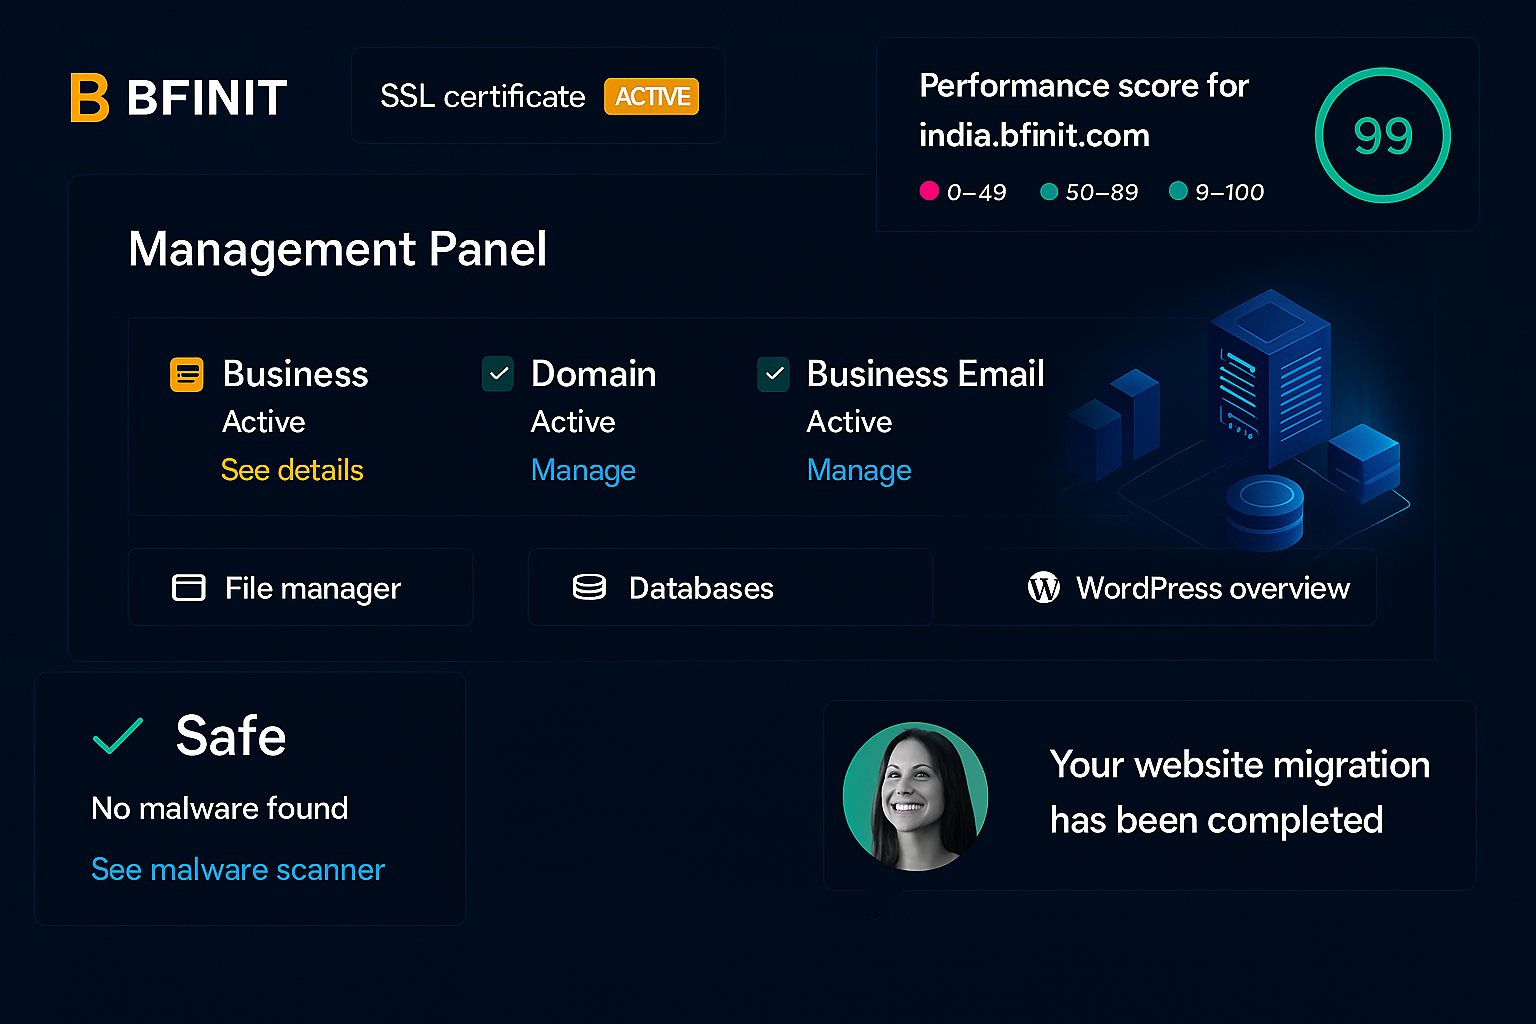 B BFINIT
SSL certificate ACTIVE
Performance score for
india.bfinit.com
99
0–49 50–89 9–100
Management Panel
Business
Active
See details
Domain
Active
Manage
Business Email
Active
Manage
File manager
Databases
WordPress overview
Safe
No malware found
See malware scanner
Your website migration
has been completed